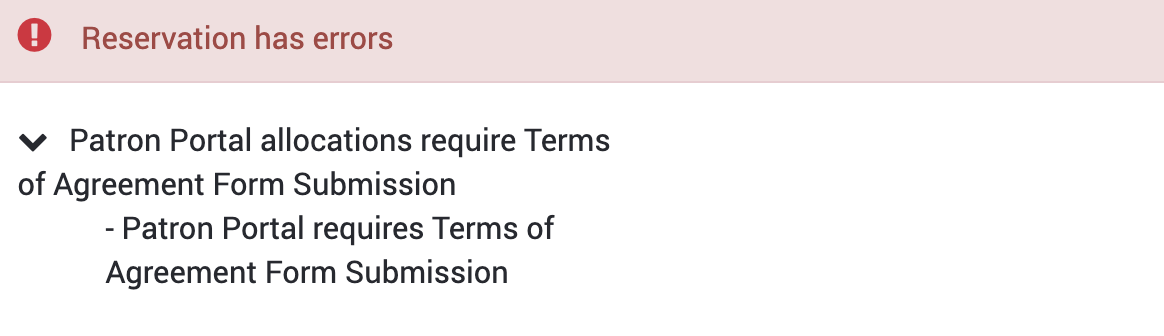 Reservation has errors
Patron Portal allocations require Terms
of Agreement Form Submission
- Patron Portal requires Terms of
Agreement Form Submission